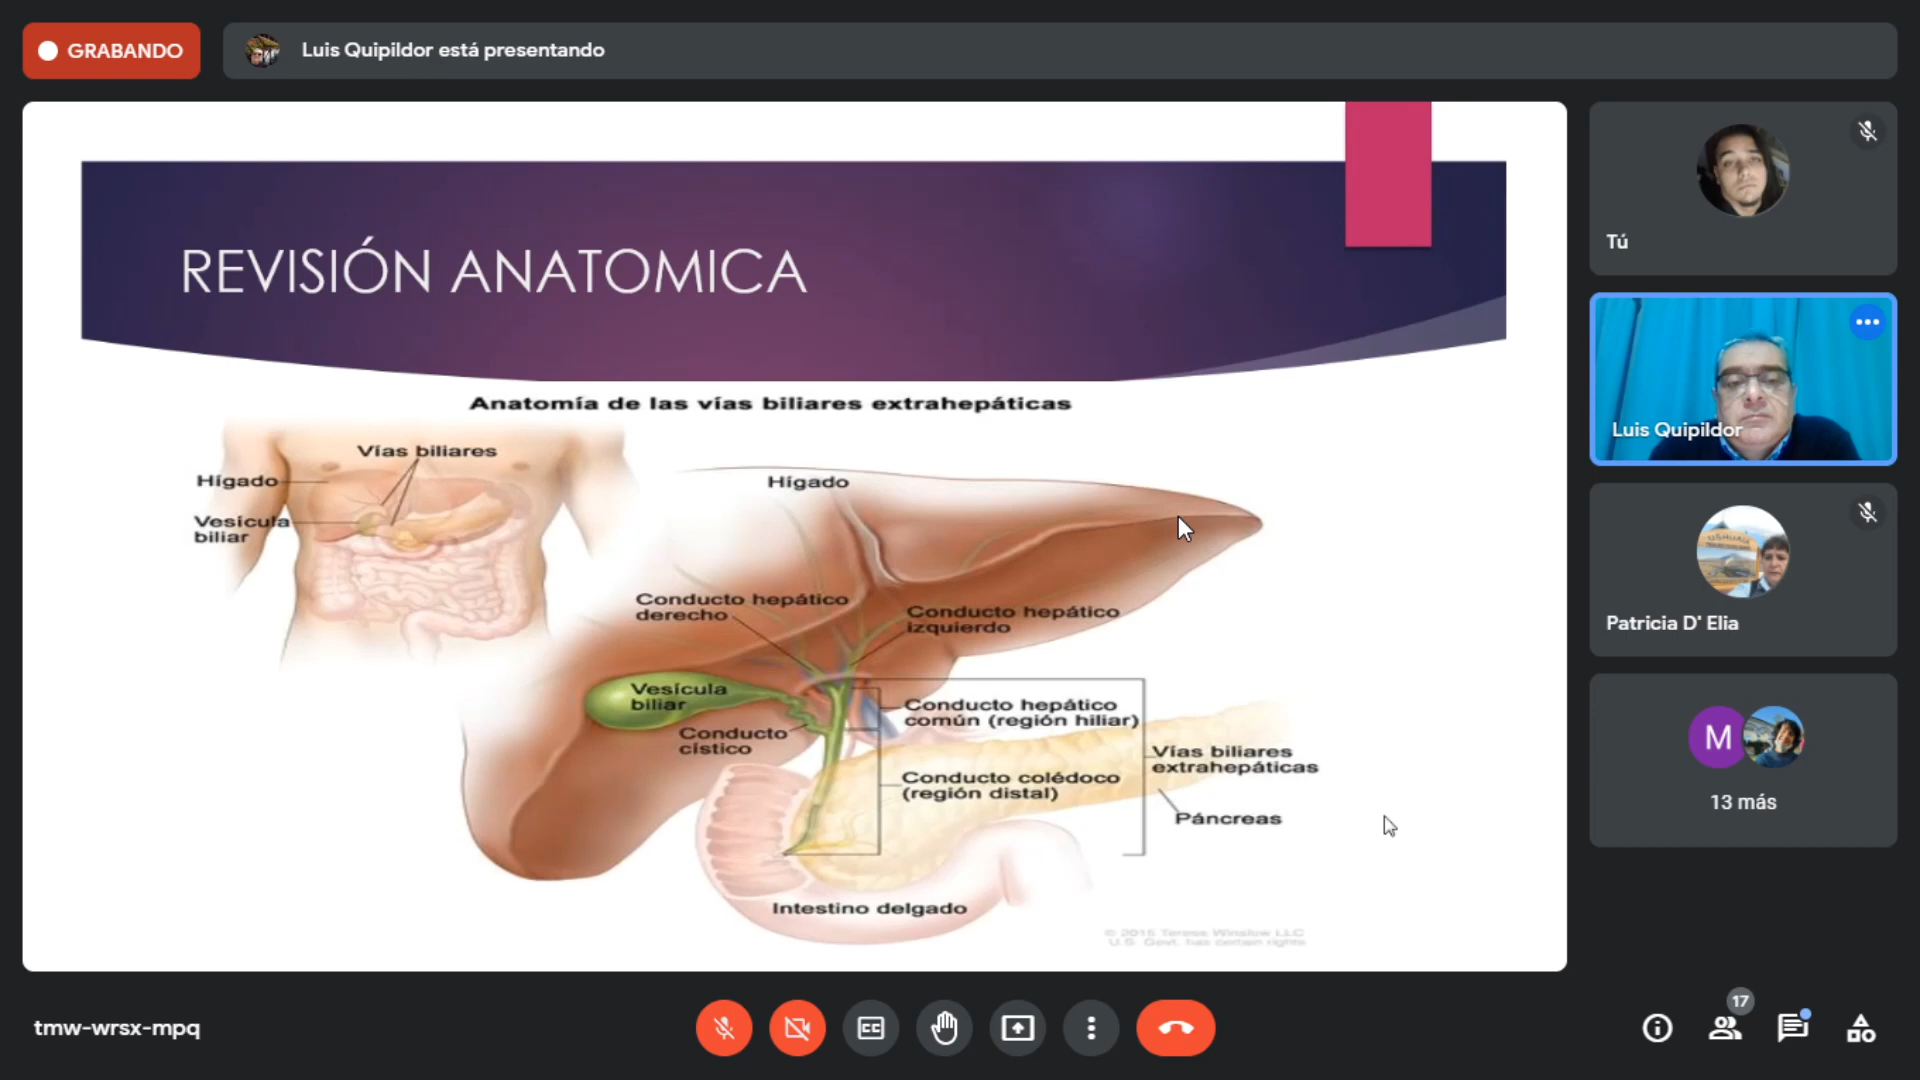 GRABANDO
Luis Quipildor está presentando
REVISIÓN ANATOMICA
Anatomía de las vías biliares extrahepáticas
Vías biliares
Hígado
Vesícula
biliar
Hígado
Conducto hepático
derecho
Conducto hepático
izquierdo
Vesícula
biliar
Conducto
cístico
Conducto hepático
común (región hiliar)
Conducto colédoco
(región distal)
Vías biliares
extrahepáticas
Páncreas
Intestino delgado
© 2015 Terese Winslow LLC
U.S. Govt. has certain rights
Tú
Luis Quipildor
USHUAIA
Patricia D' Elia
M
13 más
tmw-wrsx-mpq
CC
17